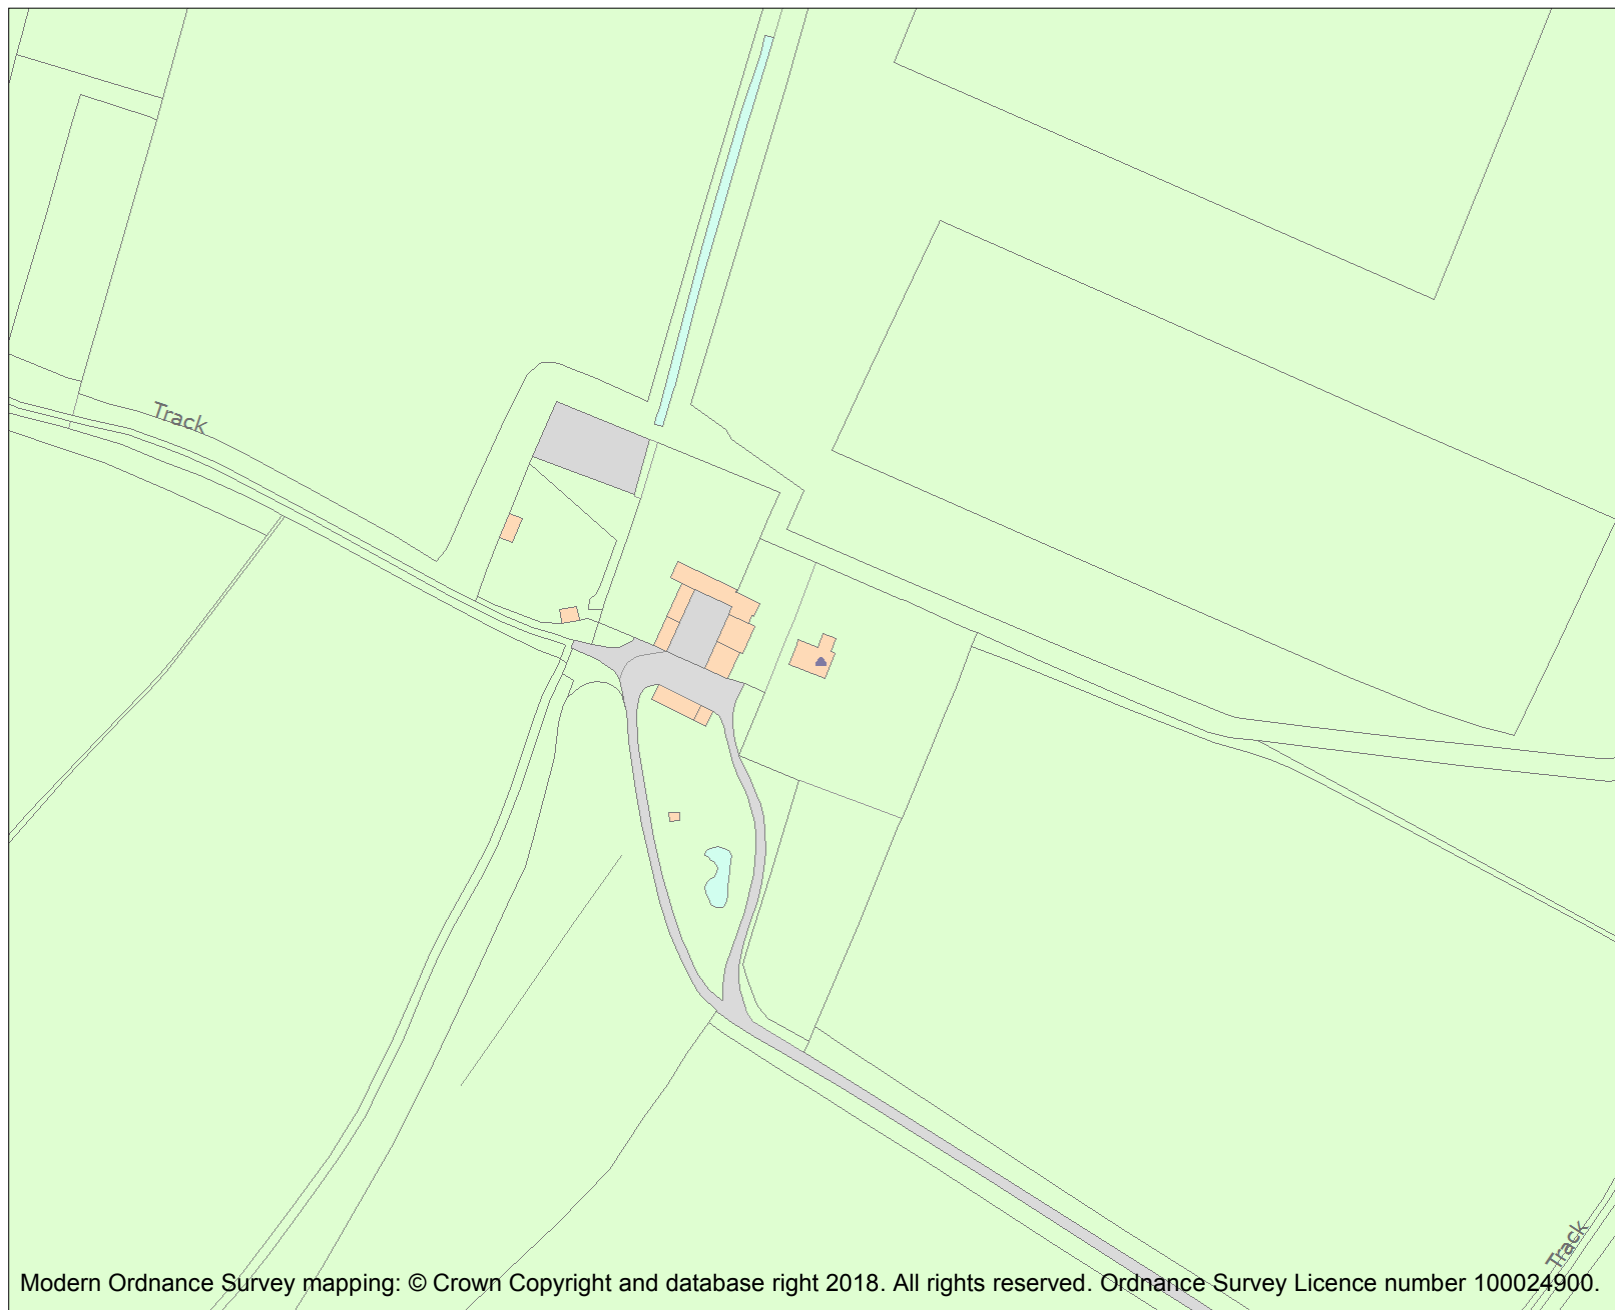 Track
Track
Modern Ordnance Survey mapping: © Crown Copyright and database right 2018. All rights reserved. Ordnance Survey Licence number 100024900.